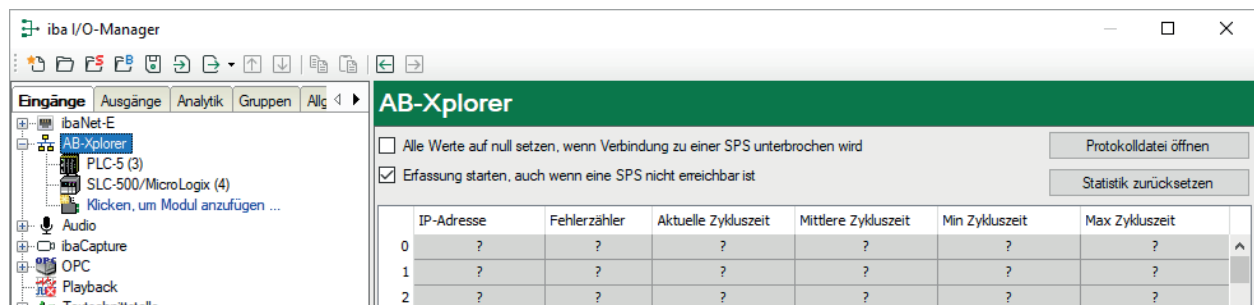 iba I/O-Manager
Eingänge Ausgänge Analytik Gruppen Allg
AB-Xplorer
ibaNet-E
AB-Xplorer
PLC-5 (3)
SLC-500/MicroLogix (4)
Klicken, um Modul anzufügen ...
Audio
ibaCapture
OPC
Playback
Alle Werte auf null setzen, wenn Verbindung zu einer SPS unterbrochen wird
Protokolldatei öffnen
Erfassung starten, auch wenn eine SPS nicht erreichbar ist
Statistik zurücksetzen
IP-Adresse Fehlerzähler Aktuelle Zykluszeit Mittlere Zykluszeit Min Zykluszeit Max Zykluszeit
0 ? ? ? ? ? ?
1 ? ? ? ? ? ?
2 ? ? ? ? ? ?